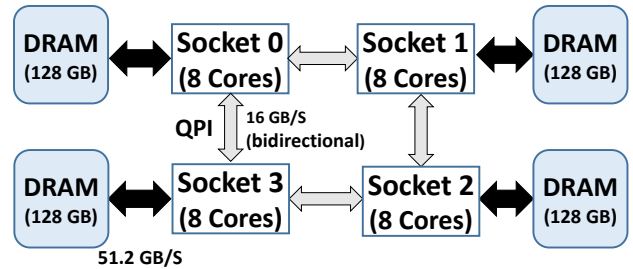 DRAM
(128 GB)
Socket 0
(8 Cores)
Socket 1
(8 Cores)
DRAM
(128 GB)
QPI
16 GB/S
(bidirectional)
DRAM
(128 GB)
Socket 3
(8 Cores)
Socket 2
(8 Cores)
DRAM
(128 GB)
51.2 GB/S